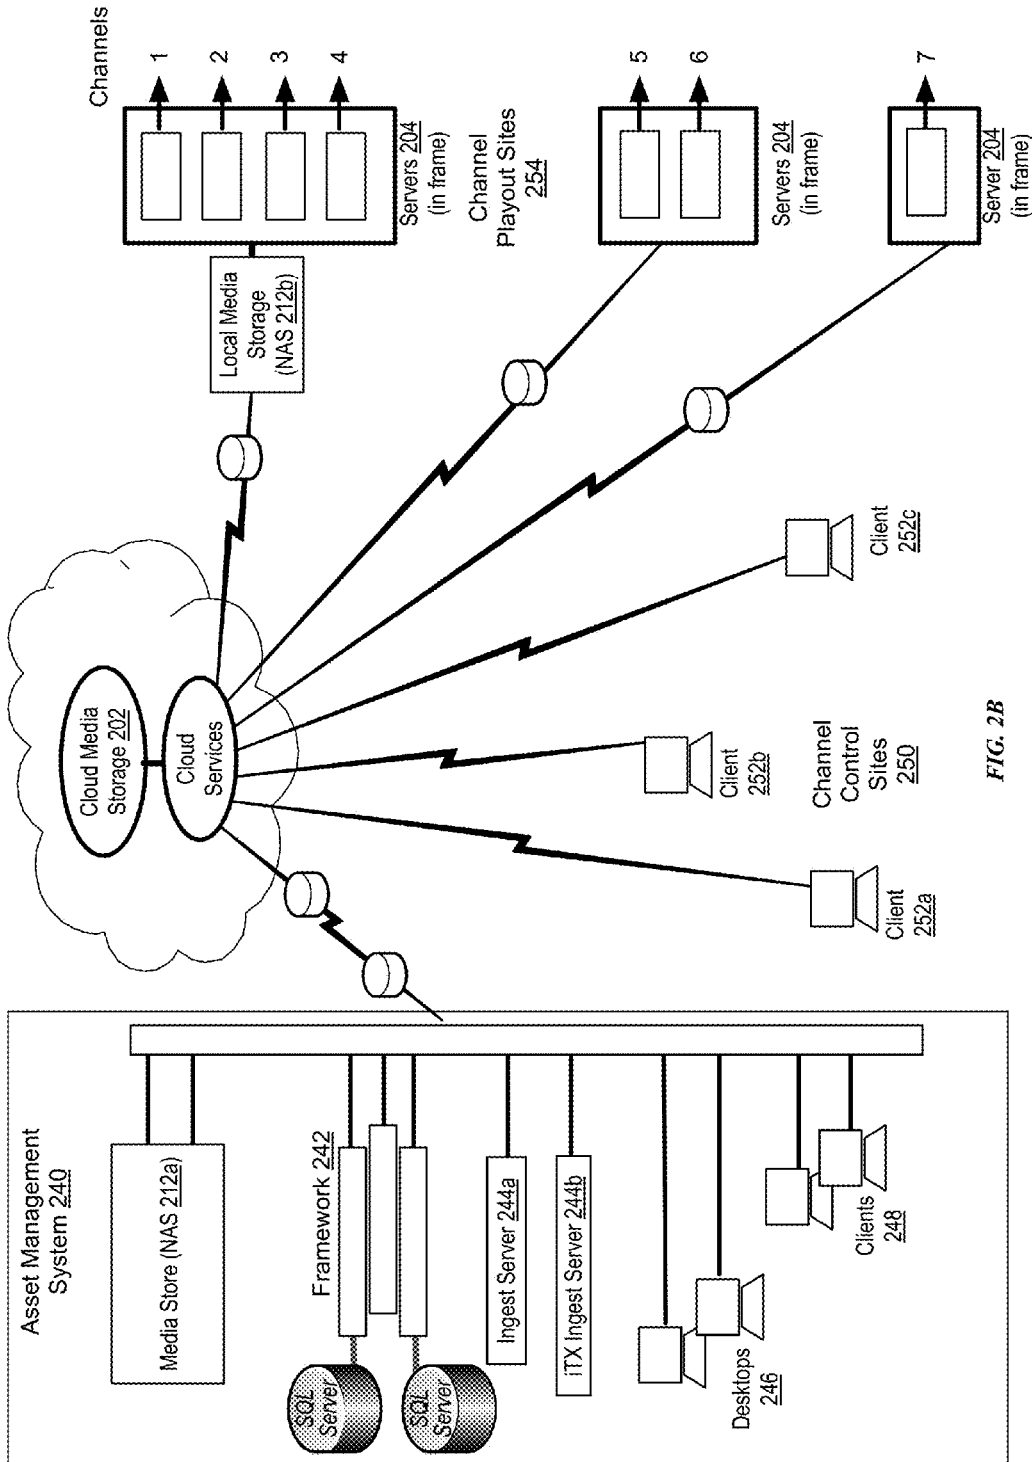 Asset Management
System 240
Media Store (NAS 212a)
Framework 242
SQL
Server
SQL
Server
Ingest Server 244a
iTX Ingest Server 244b
Desktops
246
Clients
248
Cloud Media
Storage 202
Cloud
Services
Client
252a
Client
252b
Client
252c
Channel
Control
Sites
250
Local Media
Storage
(NAS 212b)
Channels
1
2
3
4
Servers 204
(in frame)
Channel
Playout Sites
254
5
6
Servers 204
(in frame)
7
Server 204
(in frame)
FIG. 2B